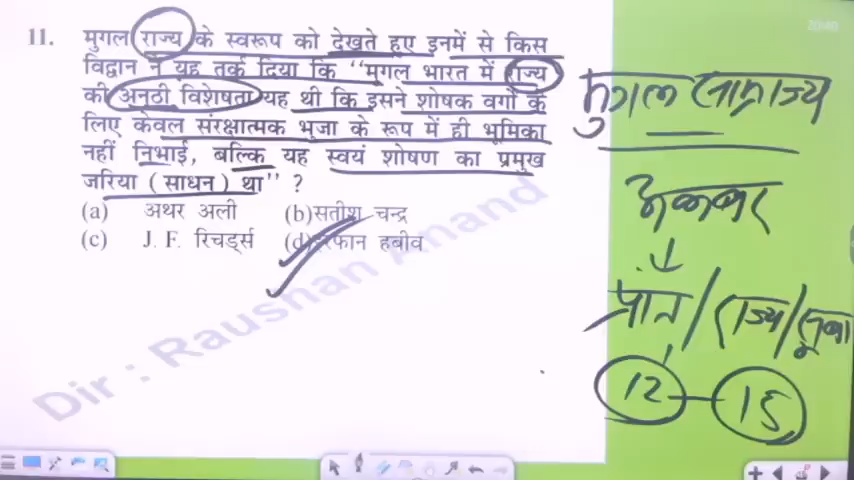 11. मुगल राज्य के स्वरूप को देखते हुए इनमें से किस
विद्वान ने यह तर्क दिया कि "मुगल भारत में राज्य
की अनठी विशेषता यह थी कि इसने शोषक वर्गो के
लिए केवल संरक्षात्मक भुजा के रूप में ही भूमिका
नहीं निभाई, बल्कि यह स्वयं शोषण का प्रमुख
जरिया (साधन) था" ?
(a) अथर अली (b) सतीश चन्द्र
(c) J. F. रिचर्ड्स (d) इरफान हबीव
Dir : Raushan Anand
मुगल साम्राज्य
अकबर
प्रान्त/राज्य/सूबा
12 – 15